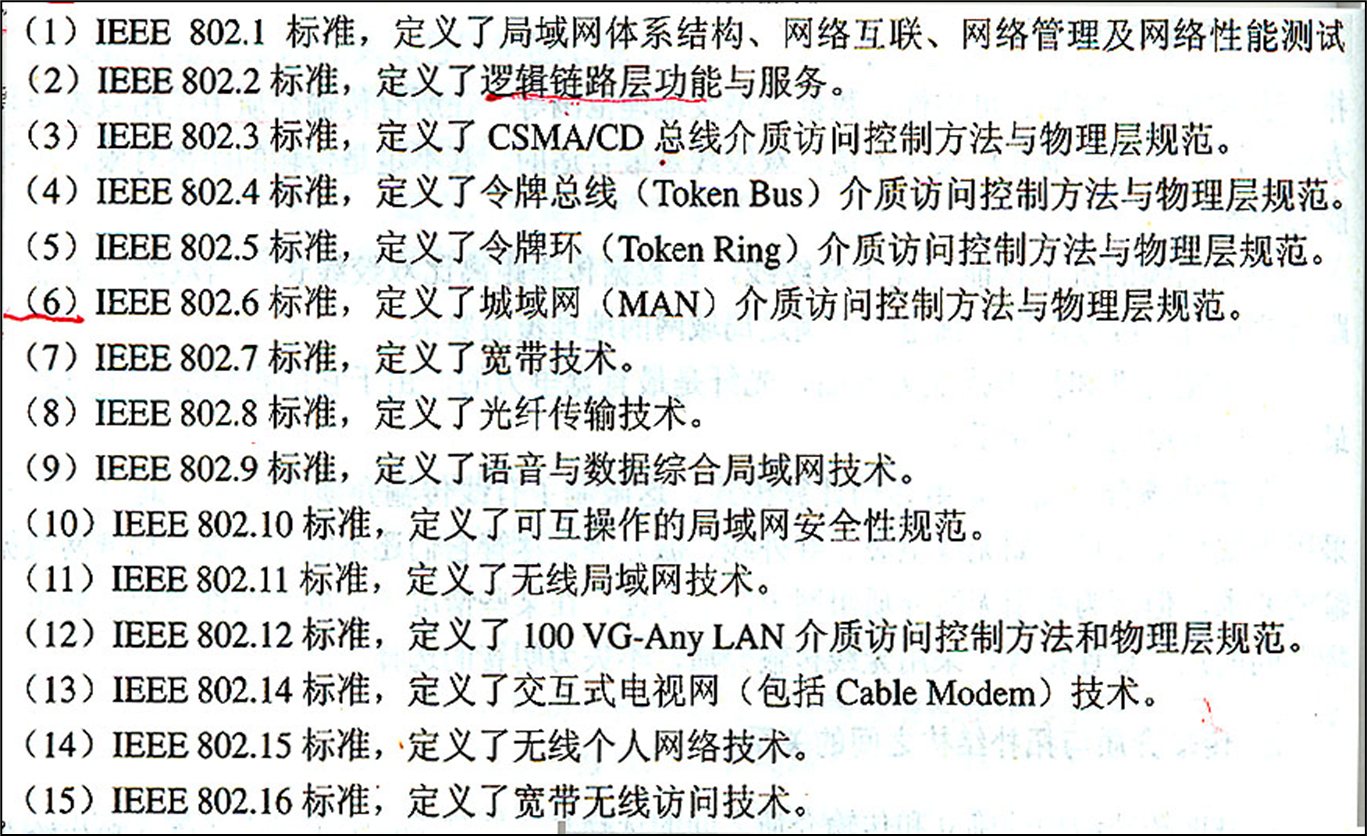 （1）IEEE 802.1 标准，定义了局域网体系结构、网络互联、网络管理及网络性能测试
（2）IEEE 802.2 标准，定义了逻辑链路层功能与服务。
（3）IEEE 802.3 标准，定义了 CSMA/CD 总线介质访问控制方法与物理层规范。
（4）IEEE 802.4 标准，定义了令牌总线（Token Bus）介质访问控制方法与物理层规范。
（5）IEEE 802.5 标准，定义了令牌环（Token Ring）介质访问控制方法与物理层规范。
（6）IEEE 802.6 标准，定义了城域网（MAN）介质访问控制方法与物理层规范。
（7）IEEE 802.7 标准，定义了宽带技术。
（8）IEEE 802.8 标准，定义了光纤传输技术。
（9）IEEE 802.9 标准，定义了语音与数据综合局域网技术。
（10）IEEE 802.10 标准，定义了可互操作的局域网安全性规范。
（11）IEEE 802.11 标准，定义了无线局域网技术。
（12）IEEE 802.12 标准，定义了 100 VG-Any LAN 介质访问控制方法和物理层规范。
（13）IEEE 802.14 标准，定义了交互式电视网（包括 Cable Modem）技术。
（14）IEEE 802.15 标准，定义了无线个人网络技术。
（15）IEEE 802.16 标准，定义了宽带无线访问技术。